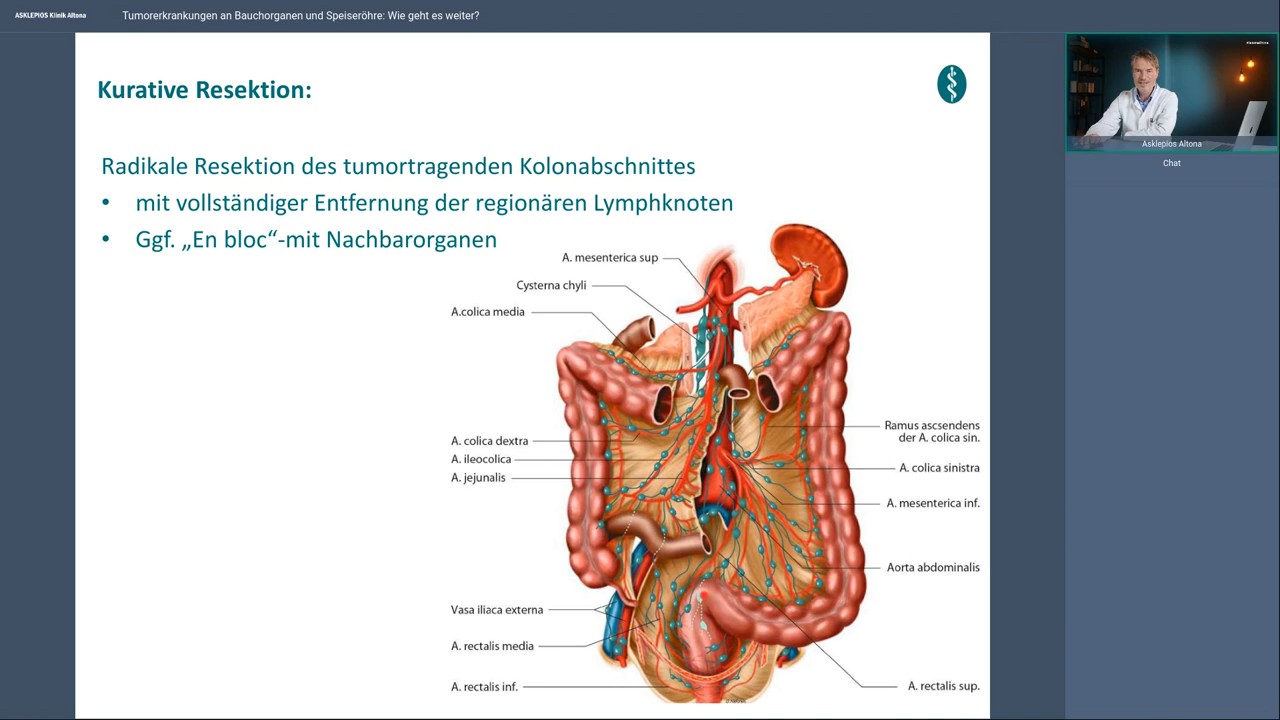 ASKLEPIOS Klinik Altona
Tumorerkrankungen an Bauchorganen und Speiseröhre: Wie geht es weiter?
Kurative Resektion:
Radikale Resektion des tumortragenden Kolonabschnittes
• mit vollständiger Entfernung der regionären Lymphknoten
• Ggf. „En bloc“-mit Nachbarorganen
A. mesenterica sup
Cysterna chyli
A.colica media
A. colica dextra
A. ileocolica
A. jejunalis
Vasa iliaca externa
A. rectalis media
A. rectalis inf.
Ramus ascsendens
der A. colica sin.
A. colica sinistra
A. mesenterica inf.
Aorta abdominalis
A. rectalis sup.
Asklepios Altona
Chat